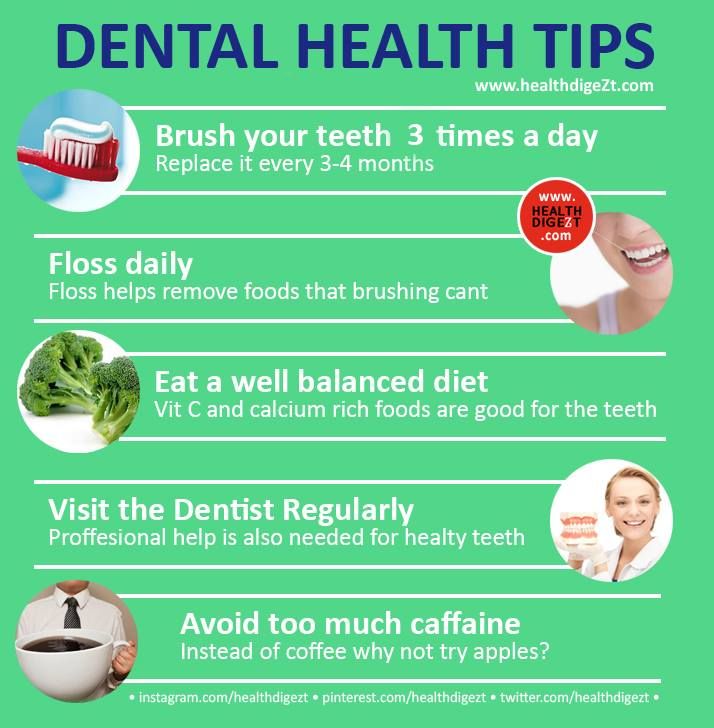 DENTAL HEALTH TIPS
www.healthdigeZt.com
Brush your teeth 3 times a day
Replace it every 3-4 months
www.
HEALTH
DIGEZT
.com
Floss daily
Floss helps remove foods that brushing cant
Eat a well balanced diet
Vit C and calcium rich foods are good for the teeth
Visit the Dentist Regularly
Proffesional help is also needed for healty teeth
Avoid too much caffaine
Instead of coffee why not try apples?
• instagram.com/healthdigezt • pinterest.com/healthdigezt • twitter.com/healthdigezt •